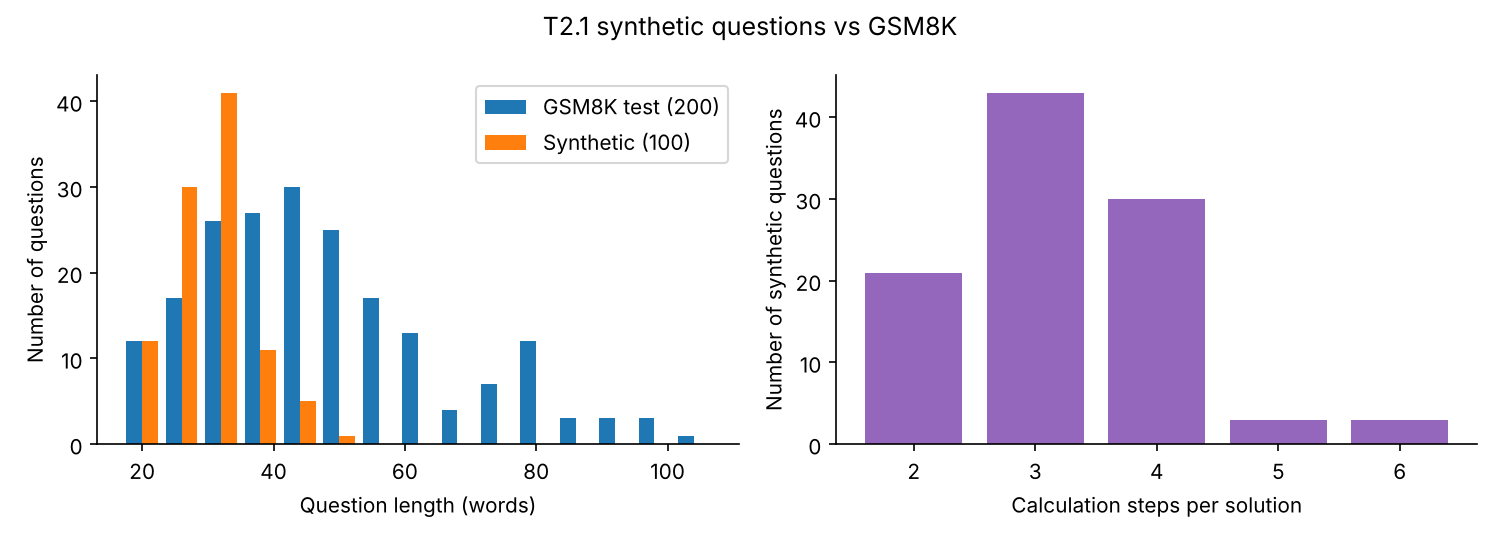 T2.1 synthetic questions vs GSM8K
Number of questions
40
30
20
10
0
GSM8K test (200)
Synthetic (100)
20 40 60 80 100
Question length (words)
Number of synthetic questions
40
30
20
10
0
2 3 4 5 6
Calculation steps per solution